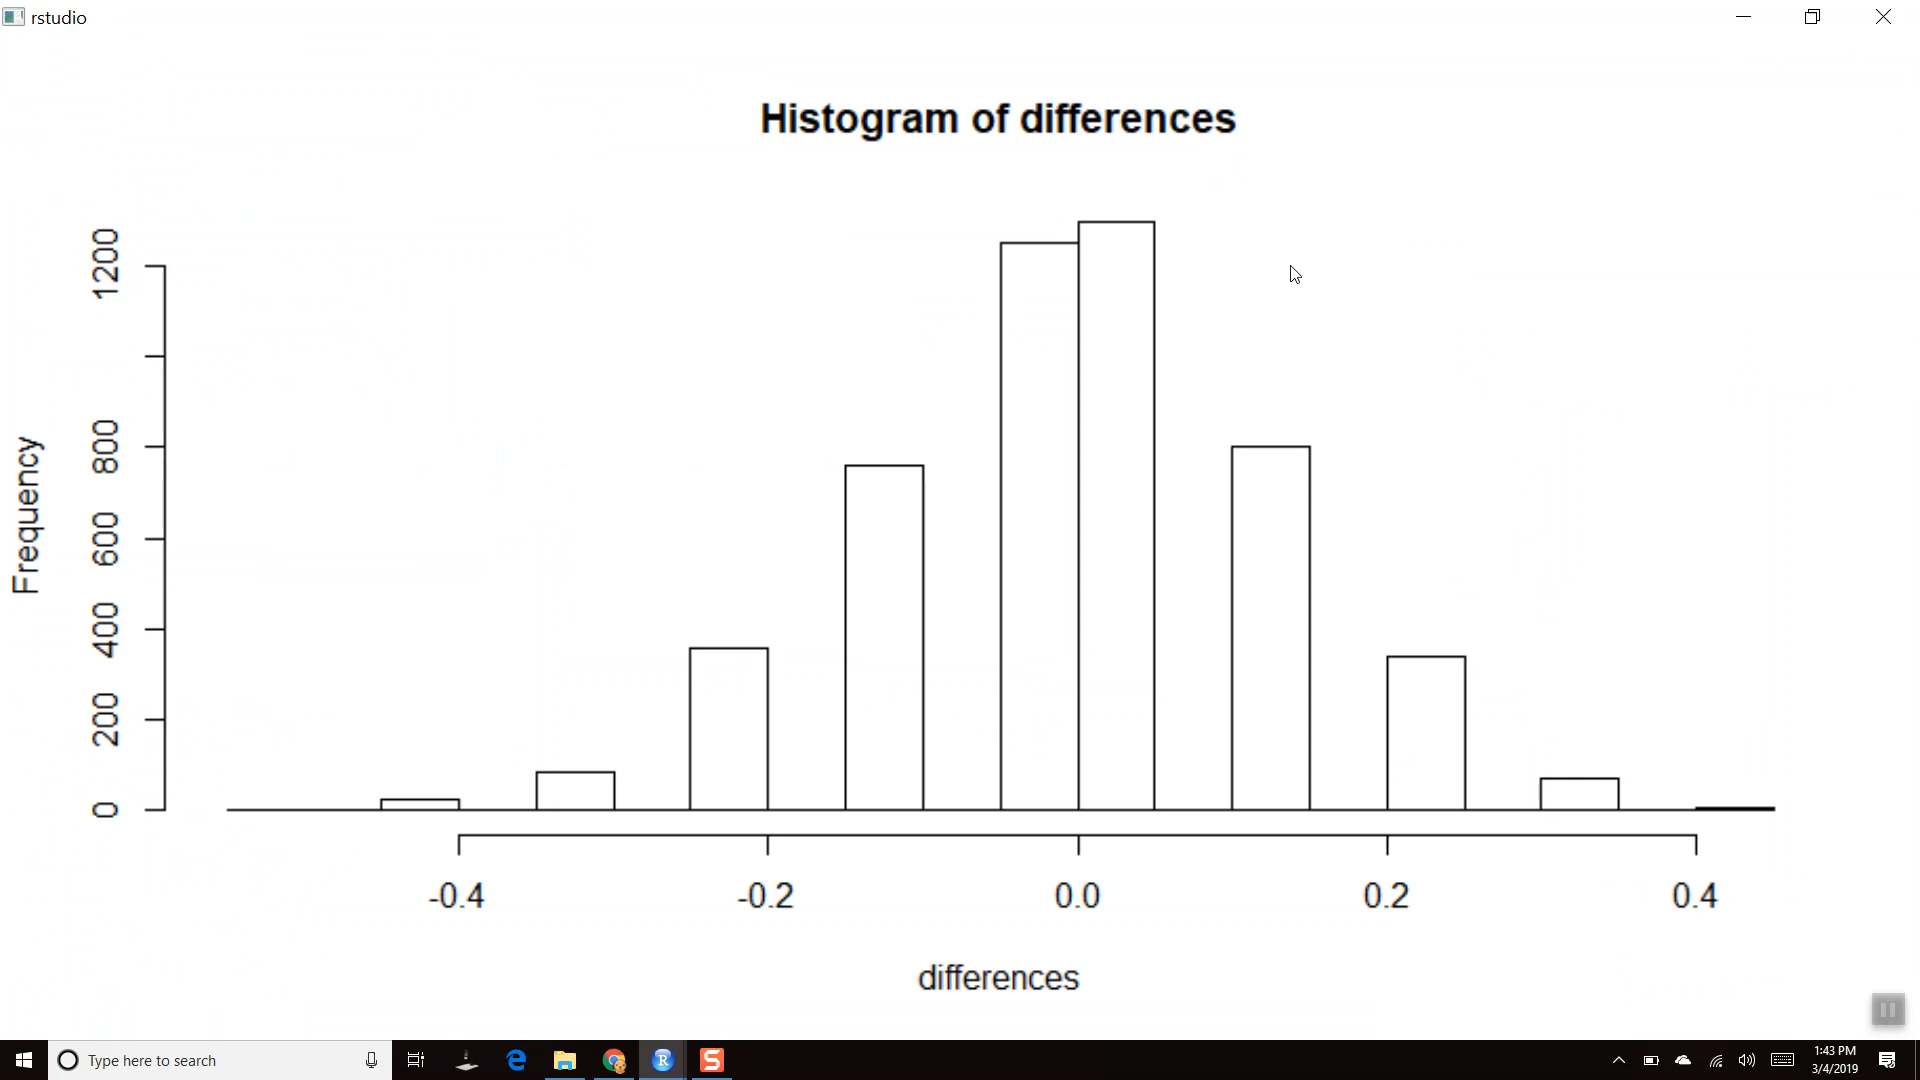 rstudio
Histogram of differences
Frequency
1200
800
600
400
200
0
-0.4 -0.2 0.0 0.2 0.4
differences
Type here to search
R
S
1:43 PM
3/4/2019